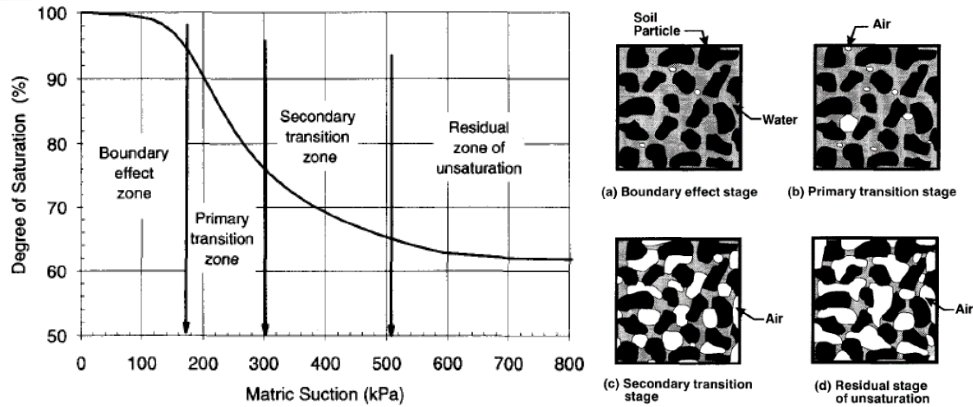 100
90
80
70
60
50
Degree of Saturation (%)
0
100
200
300
400
500
600
700
800
Matric Suction (kPa)
Boundary
effect
zone
Primary
transition
zone
Secondary
transition
zone
Residual
zone of
unsaturation
Soil
Particle
Water
(a) Boundary effect stage
Air
(b) Primary transition stage
Air
(c) Secondary transition
stage
Air
(d) Residual stage
of unsaturation